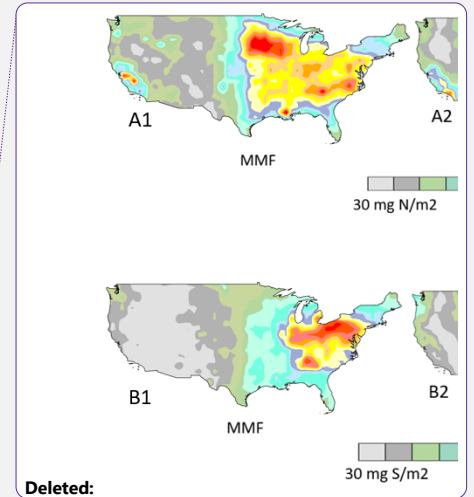 A1
A2
MMF
30 mg N/m2
B1
B2
MMF
30 mg S/m2
Deleted: